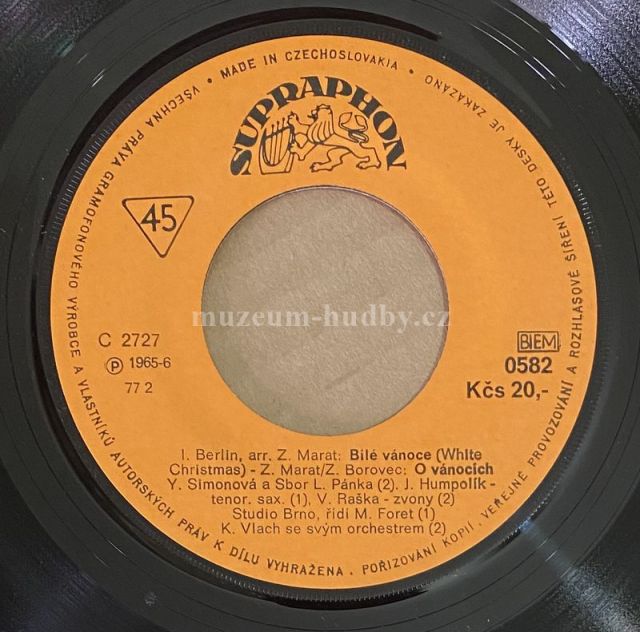 VŠECHNA PRÁVA GRAMOFONOVÉHO VÝROBCE A VLASTNÍKŮ AUTORSKÝCH PRÁV K DÍLU VYHRAŽENA. POŘIZOVÁNÍ KOPIÍ, VEŘEJNÉ PROVOZOVÁNÍ A ROZHLASOVÉ ŠÍŘENÍ TÉTO DESKY JE ZAKÁZÁNO
• MADE IN CZECHOSLOVAKIA •
SUPRAPHON
45
muzeum-hudby.cz
C 2727
Ⓟ 1965-6
77 2
BIEM
0582
Kčs 20,-
I. Berlin, arr. Z. Marat: Bílé vánoce (White
Christmas) - Z. Marat/Z. Borovec: O vánocích
Y. Simonová a Sbor L. Pánka (2), J. Humpolík -
tenor. sax. (1), V. Raška - zvony (2)
Studio Brno, řídí M. Foret (1)
K. Vlach se svým orchestrem (2)